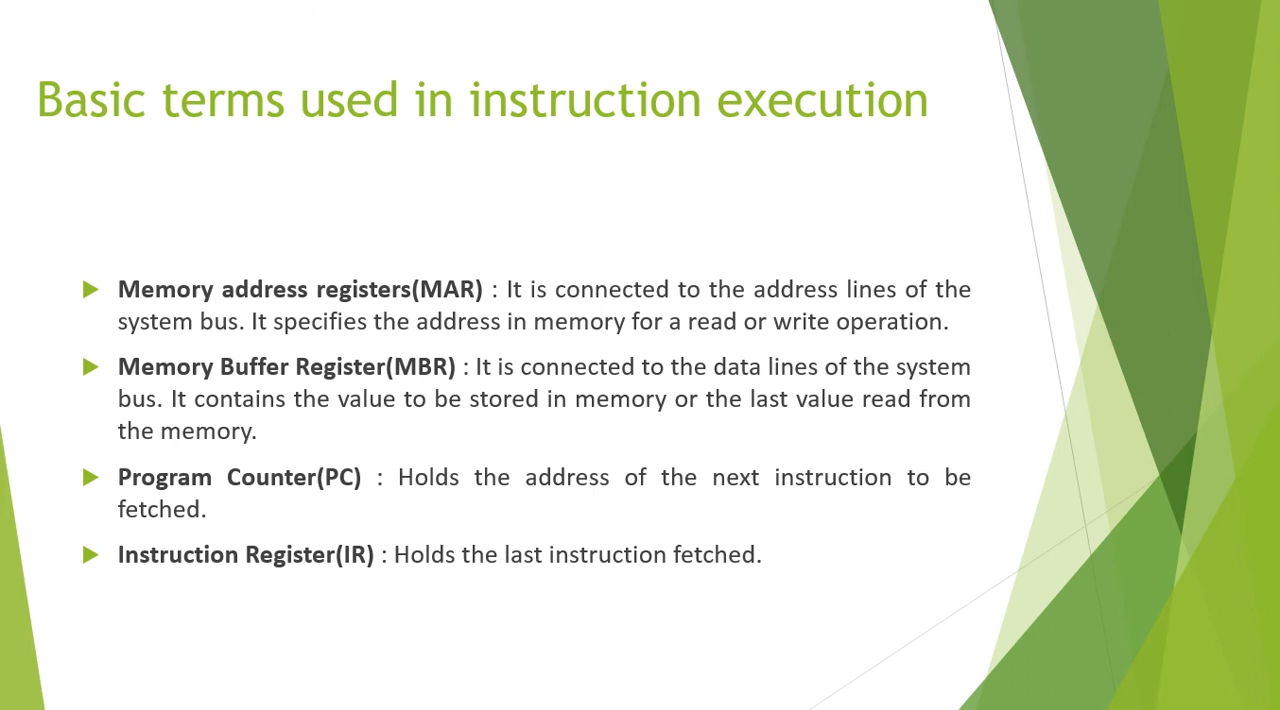 Basic terms used in instruction execution
Memory address registers(MAR) : It is connected to the address lines of the
system bus. It specifies the address in memory for a read or write operation.
Memory Buffer Register(MBR) : It is connected to the data lines of the system
bus. It contains the value to be stored in memory or the last value read from
the memory.
Program Counter(PC) : Holds the address of the next instruction to be
fetched.
Instruction Register(IR) : Holds the last instruction fetched.